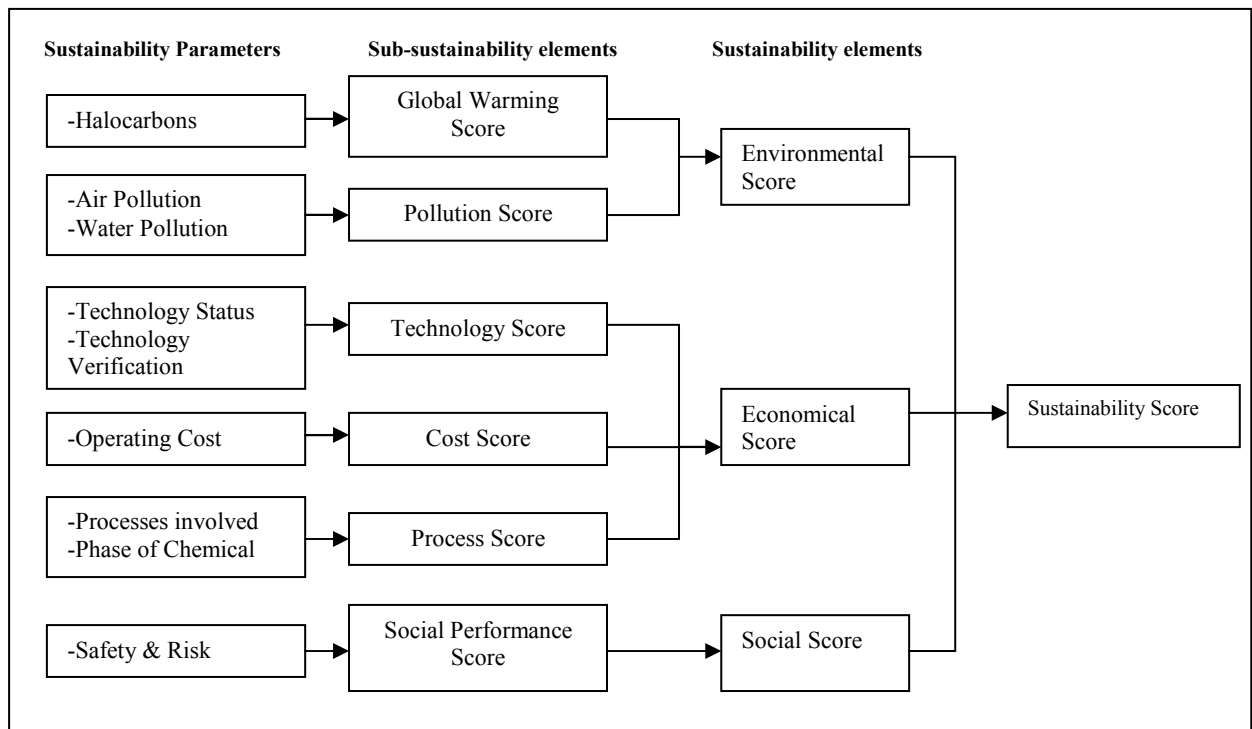 Sustainability Parameters
Sub-sustainability elements
Sustainability elements
-Halocarbons
Global Warming
Score
Environmental
Score
-Air Pollution
-Water Pollution
Pollution Score
-Technology Status
-Technology
Verification
Technology Score
-Operating Cost
Cost Score
Economical
Score
Sustainability Score
-Processes involved
-Phase of Chemical
Process Score
-Safety & Risk
Social Performance
Score
Social Score